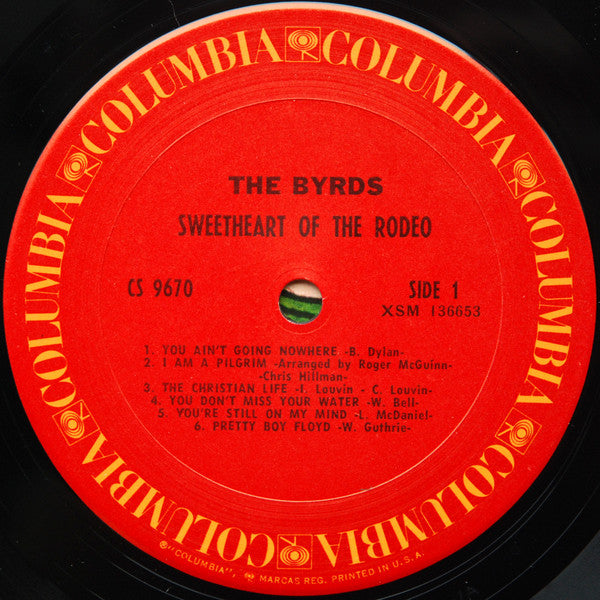 COLUMBIA COLUMBIA COLUMBIA COLUMBIA COLUMBIA COLUMBIA
THE BYRDS
SWEETHEART OF THE RODEO
CS 9670
SIDE 1
XSM 136653
1. YOU AIN'T GOING NOWHERE -B. Dylan-
2. I AM A PILGRIM -Arranged by Roger McGuinn-
-Chris Hillman-
3. THE CHRISTIAN LIFE -I. Louvin - C. Louvin-
4. YOU DON'T MISS YOUR WATER -W. Bell-
5. YOU'RE STILL ON MY MIND -L. McDaniel-
6. PRETTY BOY FLOYD -W. Guthrie-
®"COLUMBIA", MARCAS REG. PRINTED IN U.S.A.